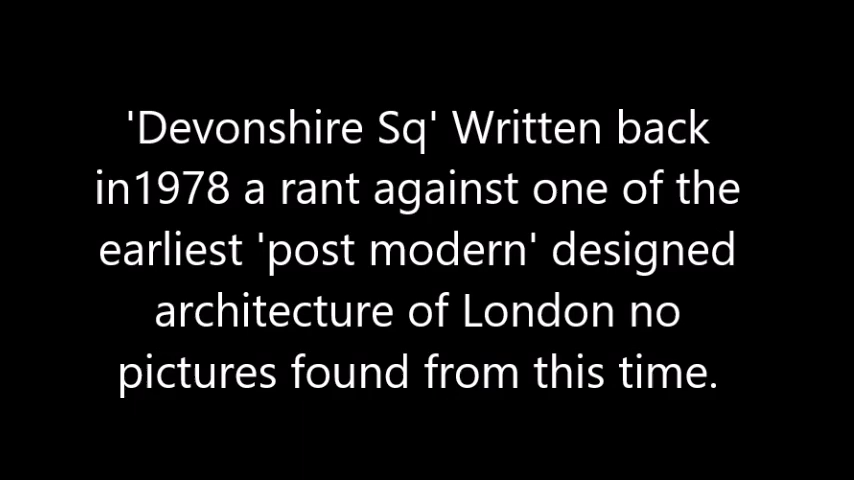 'Devonshire Sq' Written back
in1978 a rant against one of the
earliest 'post modern' designed
architecture of London no
pictures found from this time.